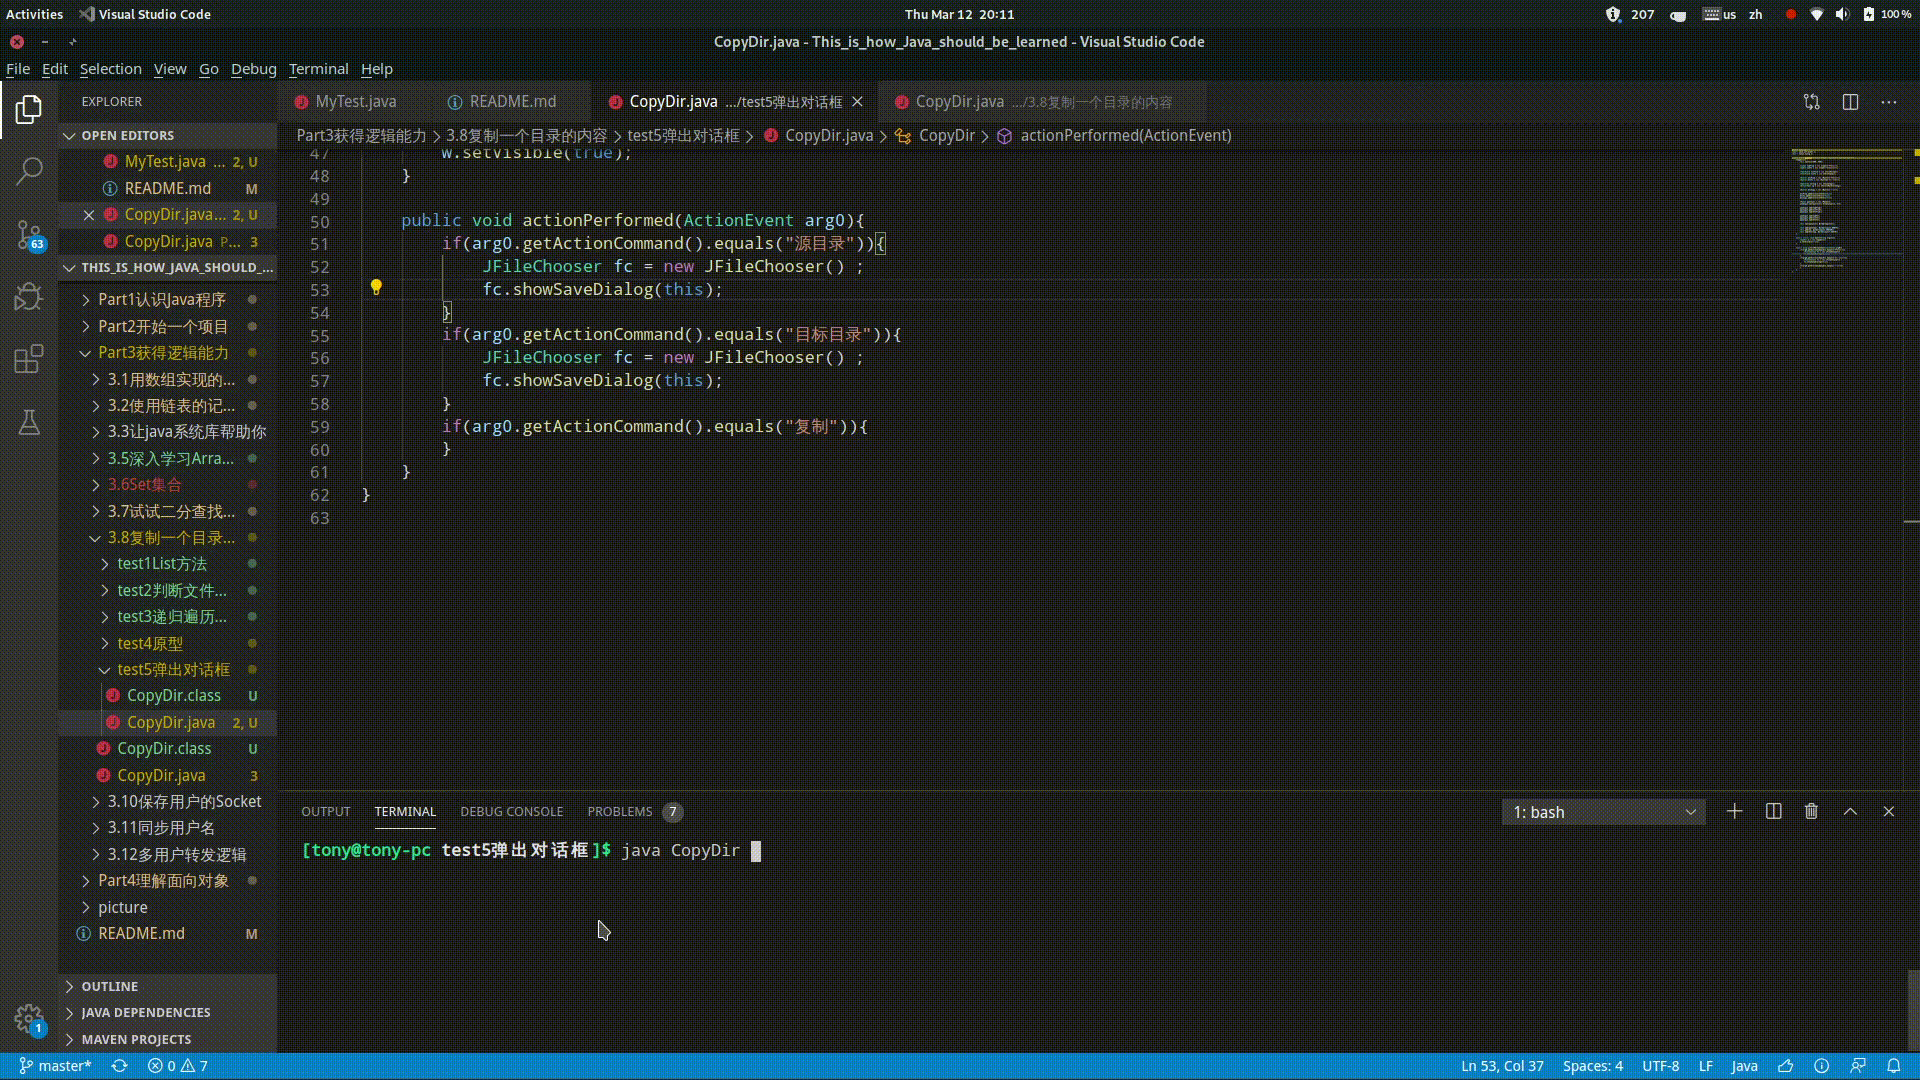 Activities Visual Studio Code
Thu Mar 12 20:11
207 us zh 100 %
CopyDir.java - This_is_how_Java_should_be_learned - Visual Studio Code
File Edit Selection View Go Debug Terminal Help
EXPLORER
OPEN EDITORS
MyTest.java ... 2, U
README.md M
CopyDir.java... 2, U
CopyDir.java P... 3
THIS_IS_HOW_JAVA_SHOULD_...
Part1认识Java程序
Part2开始一个项目
Part3获得逻辑能力
3.1用数组实现的...
3.2使用链表的记...
3.3让java系统库帮助你
3.5深入学习Arra...
3.6Set集合
3.7试试二分查找...
3.8复制一个目录...
test1List方法
test2判断文件...
test3递归遍历...
test4原型
test5弹出对话框
CopyDir.class U
CopyDir.java 2, U
CopyDir.class U
CopyDir.java 3
3.10保存用户的Socket
3.11同步用户名
3.12多用户转发逻辑
Part4理解面向对象
picture
README.md M
OUTLINE
JAVA DEPENDENCIES
MAVEN PROJECTS
63
1
MyTest.java README.md CopyDir.java .../test5弹出对话框 CopyDir.java .../3.8复制一个目录的内容
Part3获得逻辑能力 > 3.8复制一个目录的内容 > test5弹出对话框 > CopyDir.java > CopyDir > actionPerformed(ActionEvent)
47 w.setVisible(true);
48 }
49
50 public void actionPerformed(ActionEvent arg0){
51 if(arg0.getActionCommand().equals("源目录")){
52 JFileChooser fc = new JFileChooser() ;
53 fc.showSaveDialog(this);
54 }
55 if(arg0.getActionCommand().equals("目标目录")){
56 JFileChooser fc = new JFileChooser() ;
57 fc.showSaveDialog(this);
58 }
59 if(arg0.getActionCommand().equals("复制")){
60 }
61 }
62 }
63
OUTPUT TERMINAL DEBUG CONSOLE PROBLEMS 7
1: bash
[tony@tony-pc test5弹出对话框]$ java CopyDir
master* 0 7
Ln 53, Col 37 Spaces: 4 UTF-8 LF Java